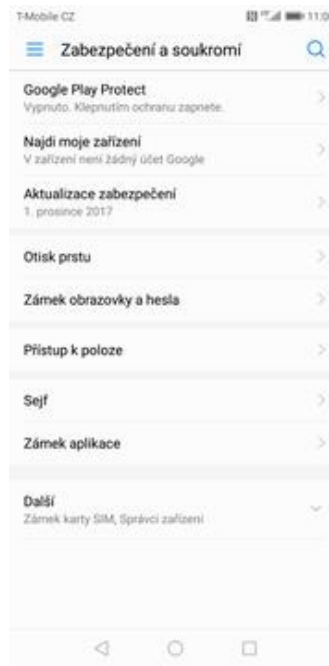 T-Mobile CZ
11:0
Zabezpečení a soukromí
Google Play Protect
Vypnuto. Klepnutím ochranu zapnete.
Najdi moje zařízení
V zařízení není žádný účet Google
Aktualizace zabezpečení
1. prosince 2017
Otisk prstu
Zámek obrazovky a hesla
Přístup k poloze
Sejf
Zámek aplikace
Další
Zámek karty SIM, Správci zařízení